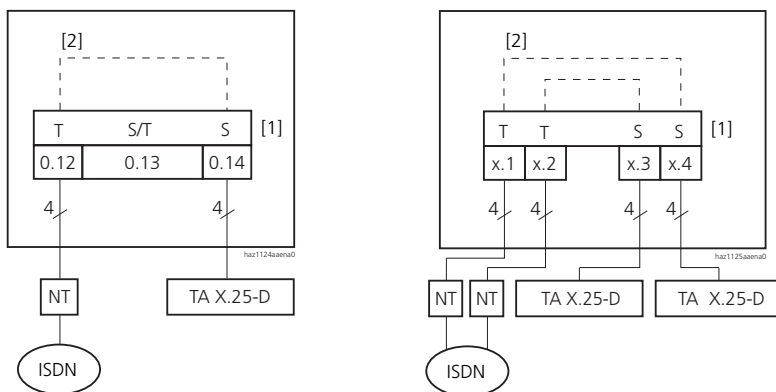 [2]
T S/T S [1]
0.12 0.13 0.14
4 4
haz1124aaena0
NT TA X.25-D
ISDN
[2]
T T S S [1]
x.1 x.2 x.3 x.4
4 4 4 4
haz1125aaena0
NT NT TA X.25-D TA X.25-D
ISDN